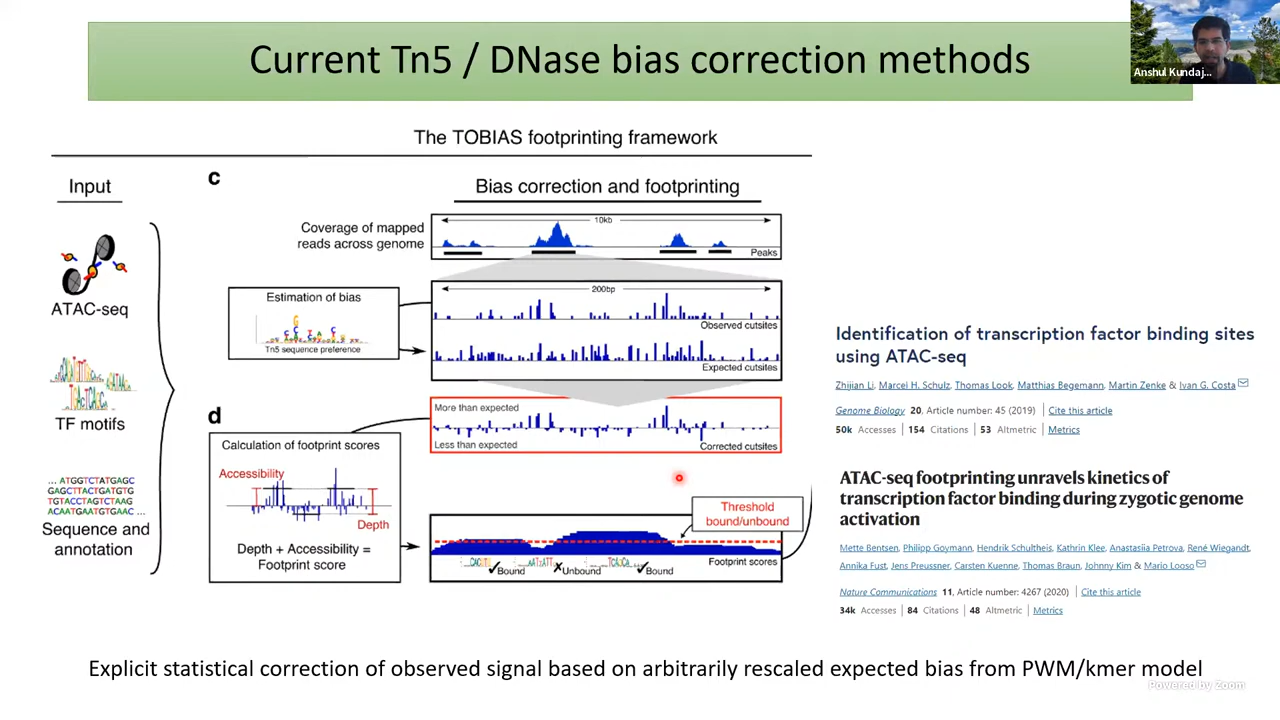 Current Tn5 / DNase bias correction methods
Anshul Kundaj...
The TOBIAS footprinting framework
Input
ATAC-seq
TF motifs
... ATGGTCTATGAGC
GAGCTTACTGATGTG
TGTACCTAGTCTAAG
ACAATGAATGTGAAC ...
Sequence and
annotation
c
Bias correction and footprinting
Coverage of mapped
reads across genome
10kb
Peaks
Estimation of bias
Tn5 sequence preference
200bp
Observed cutsites
Expected cutsites
d
Calculation of footprint scores
Accessibility
Depth
Depth + Accessibility =
Footprint score
More than expected
Less than expected
Corrected cutsites
Threshold
bound/unbound
Footprint scores
Bound
Unbound
Bound
Identification of transcription factor binding sites
using ATAC-seq
Zhijian Li, Marcel H. Schulz, Thomas Look, Matthias Begemann, Martin Zenke & Ivan G. Costa
Genome Biology 20, Article number: 45 (2019) | Cite this article
50k Accesses | 154 Citations | 53 Altmetric | Metrics
ATAC-seq footprinting unravels kinetics of
transcription factor binding during zygotic genome
activation
Mette Bentsen, Philipp Goymann, Hendrik Schultheis, Kathrin Klee, Anastasiia Petrova, René Wiegandt,
Annika Fust, Jens Preussner, Carsten Kuenne, Thomas Braun, Johnny Kim & Mario Looso
Nature Communications 11, Article number: 4267 (2020) | Cite this article
34k Accesses | 84 Citations | 48 Altmetric | Metrics
Explicit statistical correction of observed signal based on arbitrarily rescaled expected bias from PWM/kmer model
Powered by Zoom